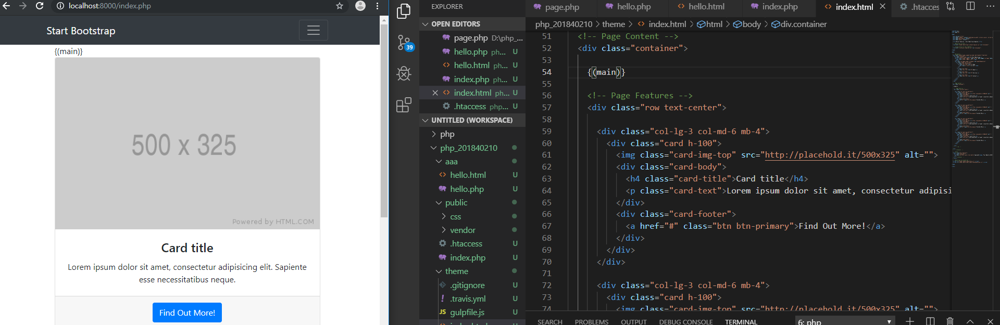 localhost:8000/index.php
Start Bootstrap
{(main)}
500 x 325
Powered by HTML.COM
Card title
Lorem ipsum dolor sit amet, consectetur adipisicing elit. Sapiente
esse necessitatibus neque.
Find Out More!
39
EXPLORER
OPEN EDITORS
page.php D:\php_...
hello.php ph... U
hello.html ph... U
index.php ph... U
index.html ph... U
.htaccess php... U
UNTITLED (WORKSPACE)
php
php_201840210
aaa
hello.html U
hello.php U
public
css
vendor
.htaccess U
index.php U
theme
.gitignore U
.travis.yml U
JS gulpfile.js U
page.php hello.php hello.html index.php index.html .htacces
php_201840210 > theme > index.html > html > body > div.container
51 <!-- Page Content -->
52 <div class="container">
53
54 {(main)}
55
56 <!-- Page Features -->
57 <div class="row text-center">
58
59 <div class="col-lg-3 col-md-6 mb-4">
60 <div class="card h-100">
61 <img class="card-img-top" src="http://placehold.it/500x325" alt="">
62 <div class="card-body">
63 <h4 class="card-title">Card title</h4>
64 <p class="card-text">Lorem ipsum dolor sit amet, consectetur adipisi
65 </div>
66 <div class="card-footer">
67 <a href="#" class="btn btn-primary">Find Out More!</a>
68 </div>
69 </div>
70 </div>
71
72 <div class="col-lg-3 col-md-6 mb-4">
73 <div class="card h-100">
74 <img class="card-img-top" src="http://placehold.it/500x325" alt="">
SEARCH PROBLEMS OUTPUT DEBUG CONSOLE TERMINAL 6: php